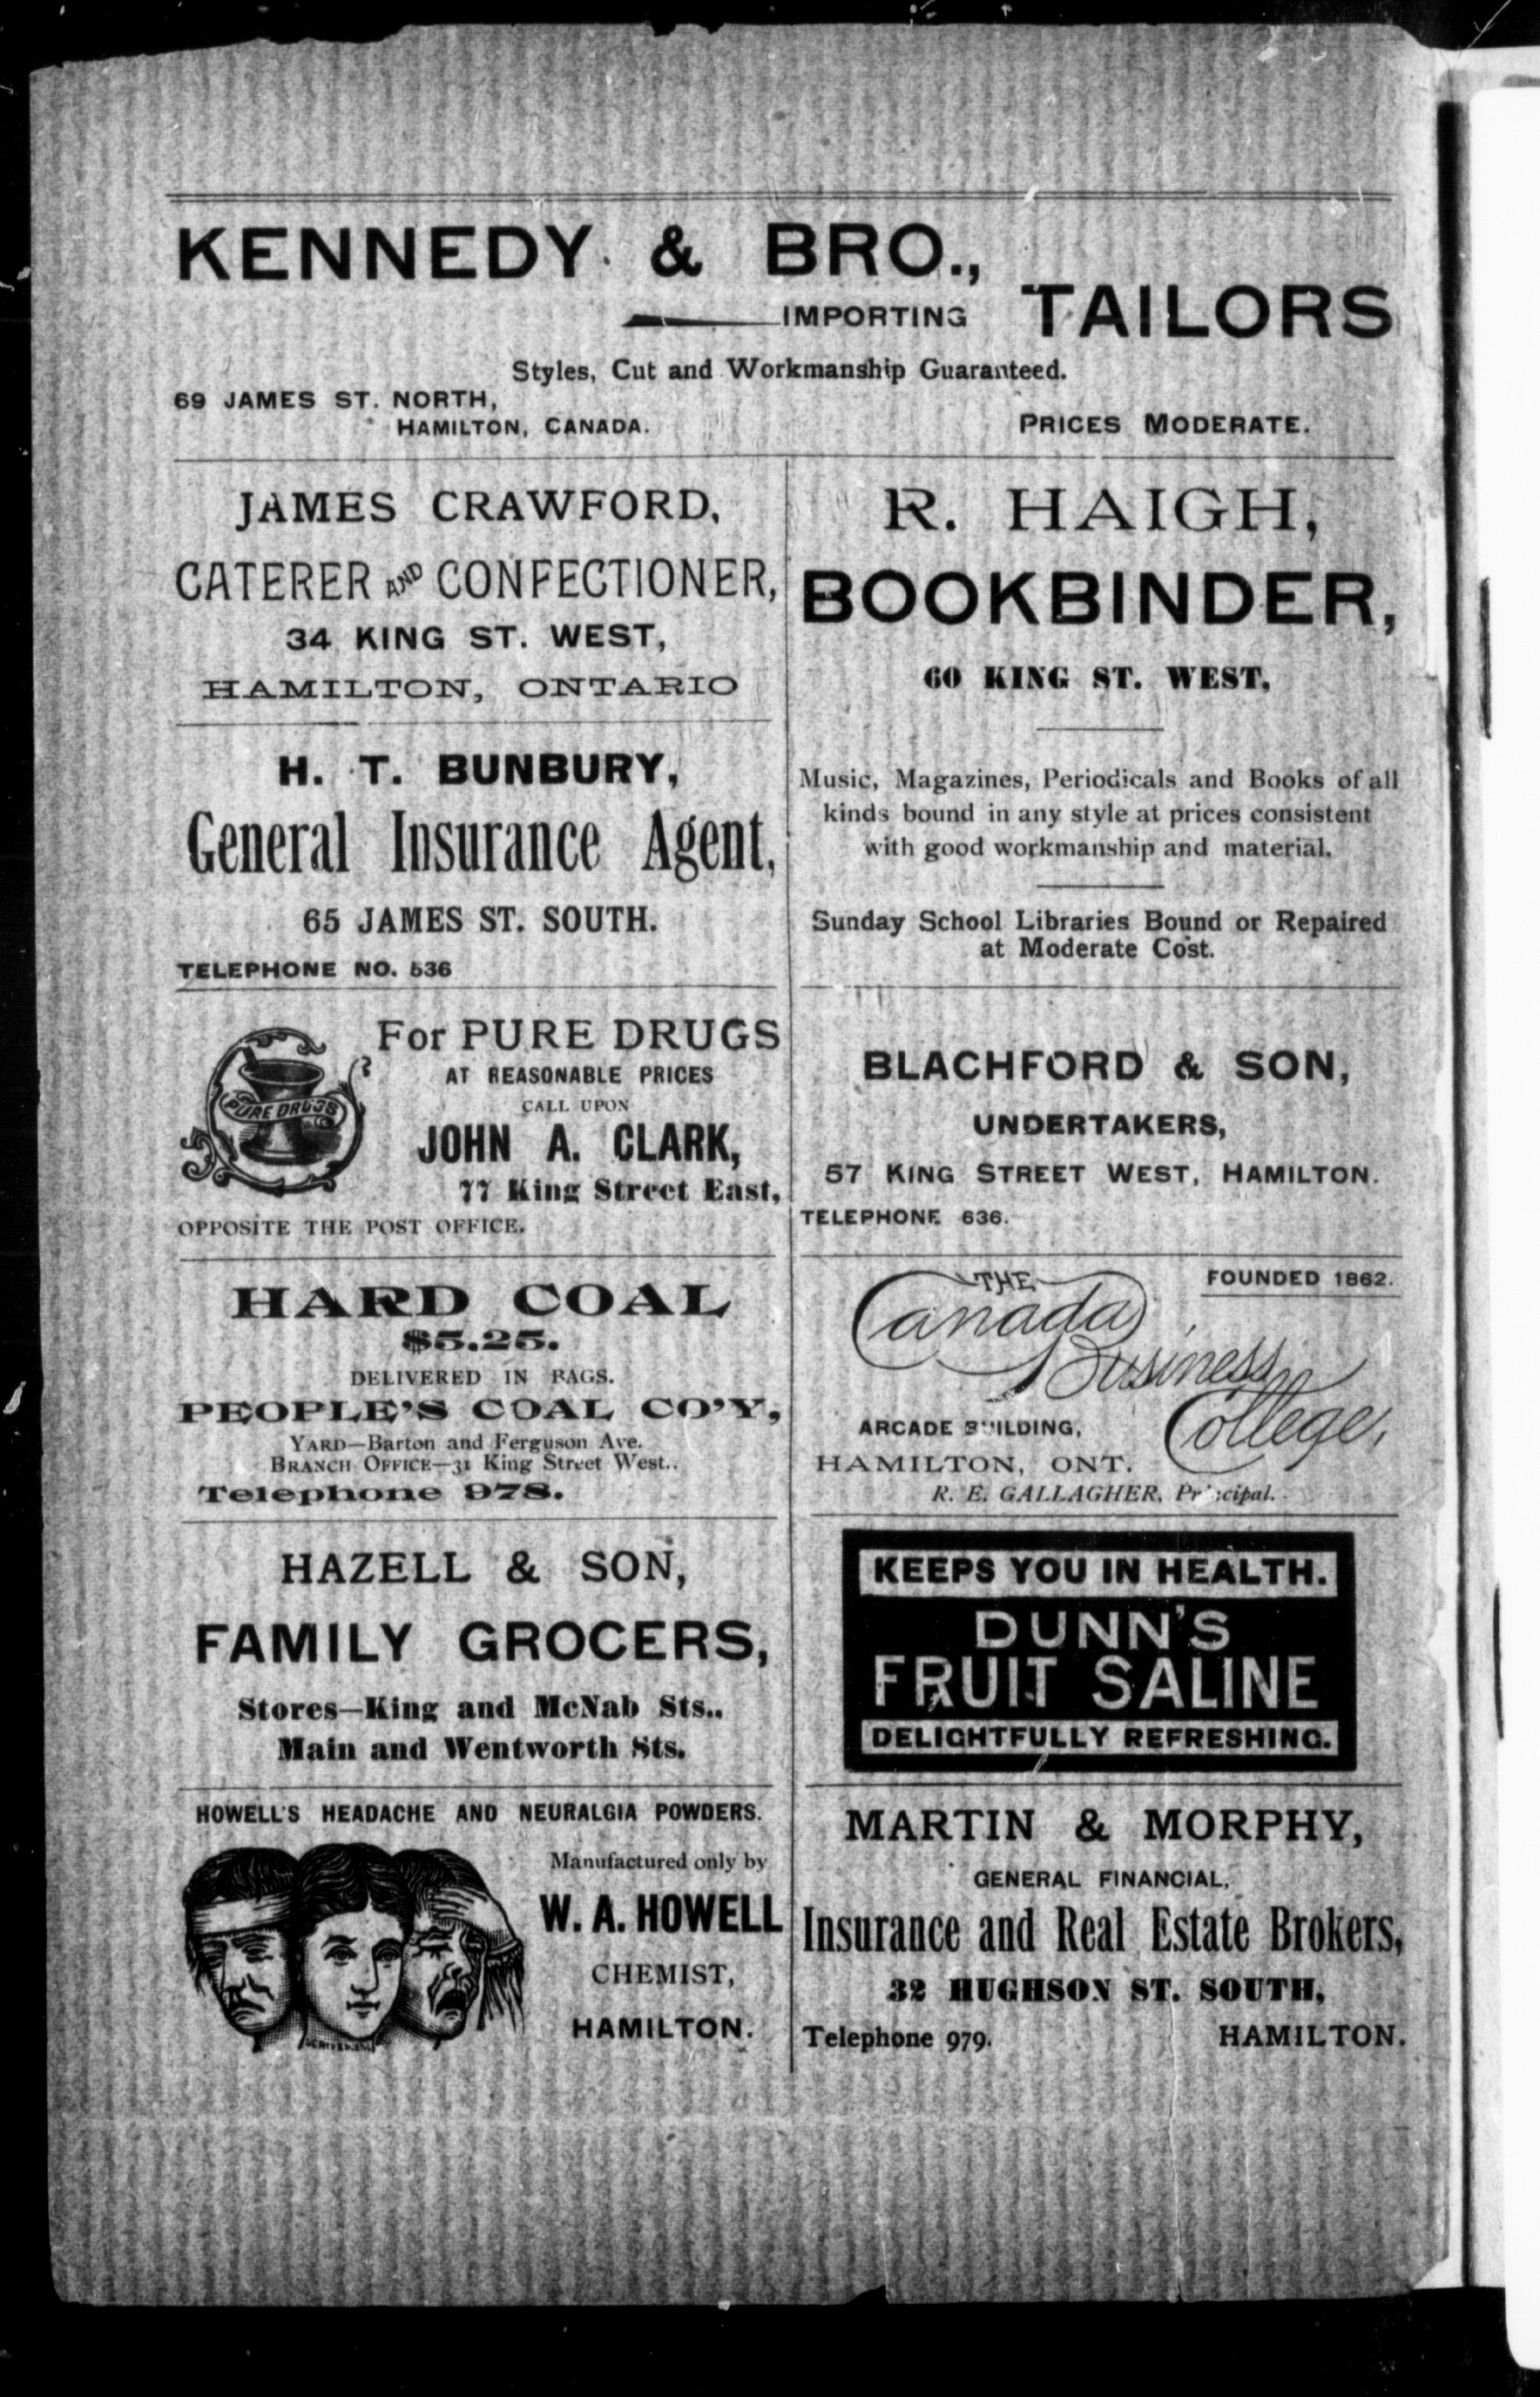 KENNEDY & BRO.,
IMPORTING TAILORS
Styles, Cut and Workmanship Guaranteed.
69 JAMES ST. NORTH,
HAMILTON, CANADA.
PRICES MODERATE.
JAMES CRAWFORD,
CATERER AND CONFECTIONER,
34 KING ST. WEST,
HAMILTON, ONTARIO
H. T. BUNBURY,
General Insurance Agent,
65 JAMES ST. SOUTH.
TELEPHONE NO. 536
PURE DRUGS
For PURE DRUGS
AT REASONABLE PRICES
CALL UPON
JOHN A. CLARK,
77 King Street East,
OPPOSITE THE POST OFFICE.
HARD COAL
$5.25.
DELIVERED IN BAGS.
PEOPLE'S COAL CO'Y,
YARD—Barton and Ferguson Ave.
BRANCH OFFICE—31 King Street West..
Telephone 978.
HAZELL & SON,
FAMILY GROCERS,
Stores—King and McNab Sts.,
Main and Wentworth Sts.
HOWELL'S HEADACHE AND NEURALGIA POWDERS.
Manufactured only by
W. A. HOWELL
CHEMIST,
HAMILTON.
R. HAIGH,
BOOKBINDER,
60 KING ST. WEST,
Music, Magazines, Periodicals and Books of all
kinds bound in any style at prices consistent
with good workmanship and material.
Sunday School Libraries Bound or Repaired
at Moderate Cost.
BLACHFORD & SON,
UNDERTAKERS,
57 KING STREET WEST, HAMILTON.
TELEPHONE 636.
FOUNDED 1862.
THE
Canada
Business
College,
ARCADE BUILDING,
HAMILTON, ONT.
R. E. GALLAGHER, Principal.
KEEPS YOU IN HEALTH.
DUNN'S
FRUIT SALINE
DELIGHTFULLY REFRESHING.
MARTIN & MORPHY,
GENERAL FINANCIAL,
Insurance and Real Estate Brokers,
32 HUGHSON ST. SOUTH,
Telephone 979. HAMILTON.